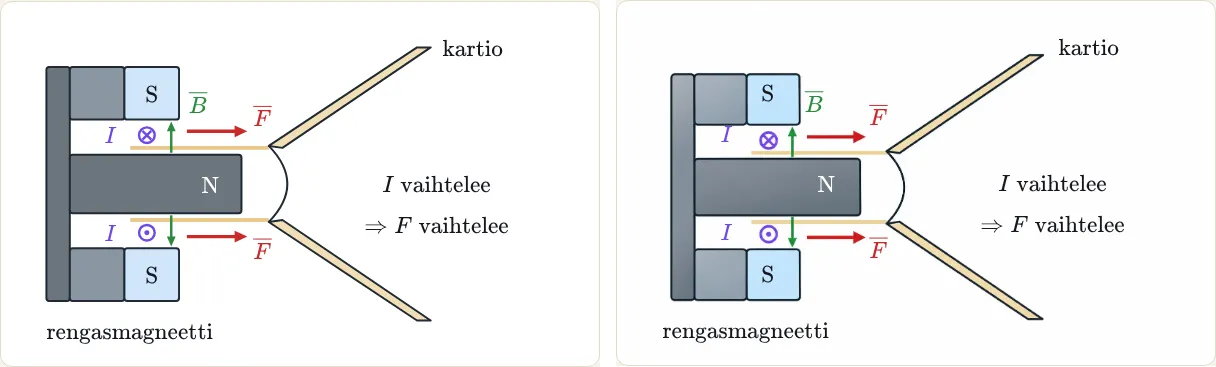 kartio
S
B
F
I
N
I vaihtelee
⇒ F vaihtelee
I
F
S
rengasmagneetti
kartio
S
B
F
I
N
I vaihtelee
⇒ F vaihtelee
I
F
S
rengasmagneetti